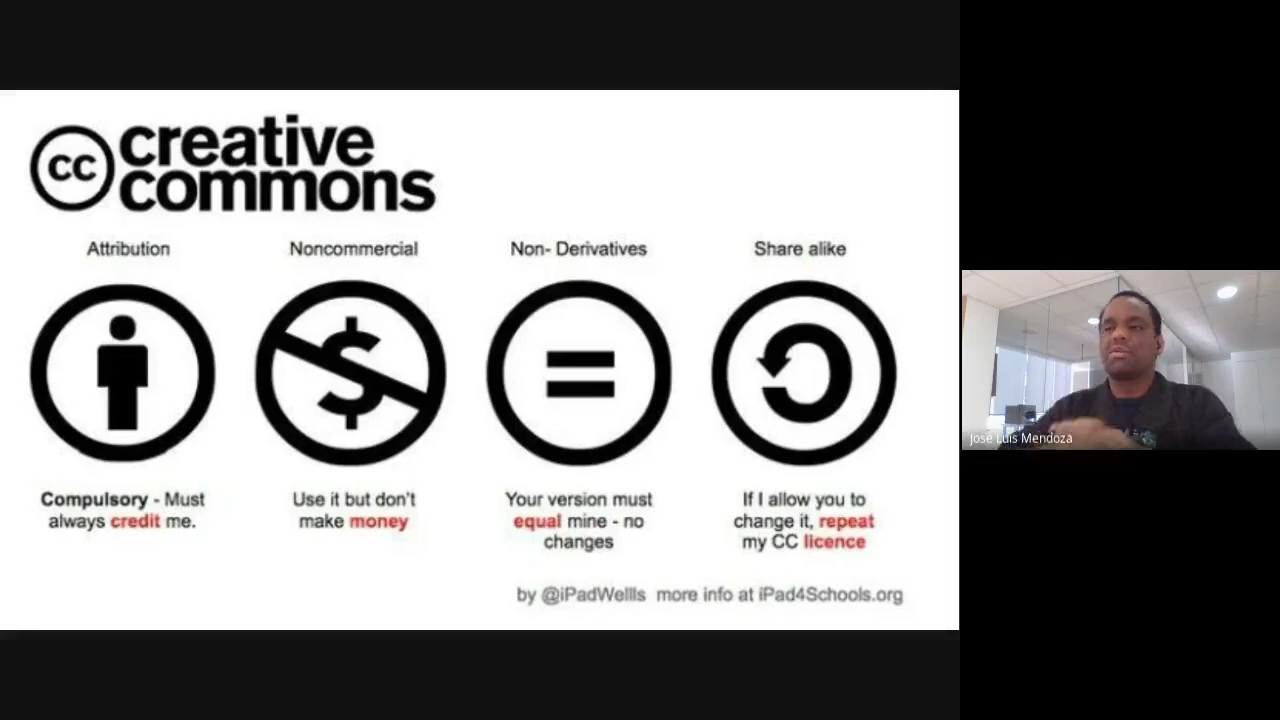 cc creative
commons
Attribution
Noncommercial
Non- Derivatives
Share alike
Compulsory - Must
always credit me.
Use it but don't
make money
Your version must
equal mine - no
changes
If I allow you to
change it, repeat
my CC licence
by @iPadWellls more info at iPad4Schools.org
José Luis Mendoza